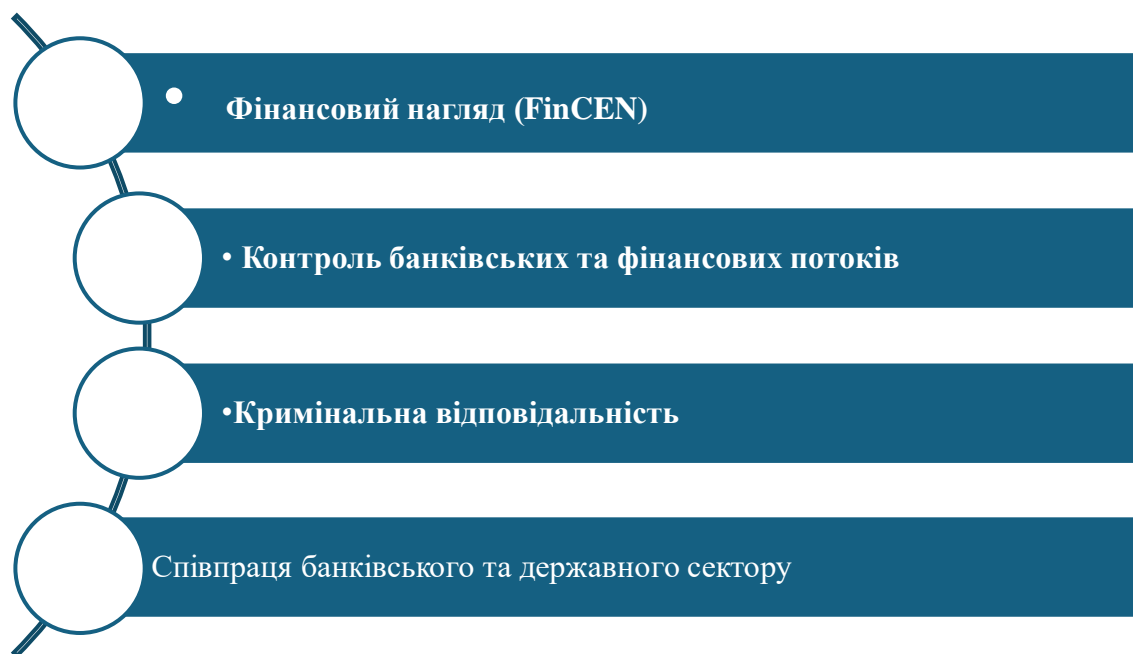 • Фінансовий нагляд (FinCEN)
• Контроль банківських та фінансових потоків
•Кримінальна відповідальність
Співпраця банківського та державного сектору